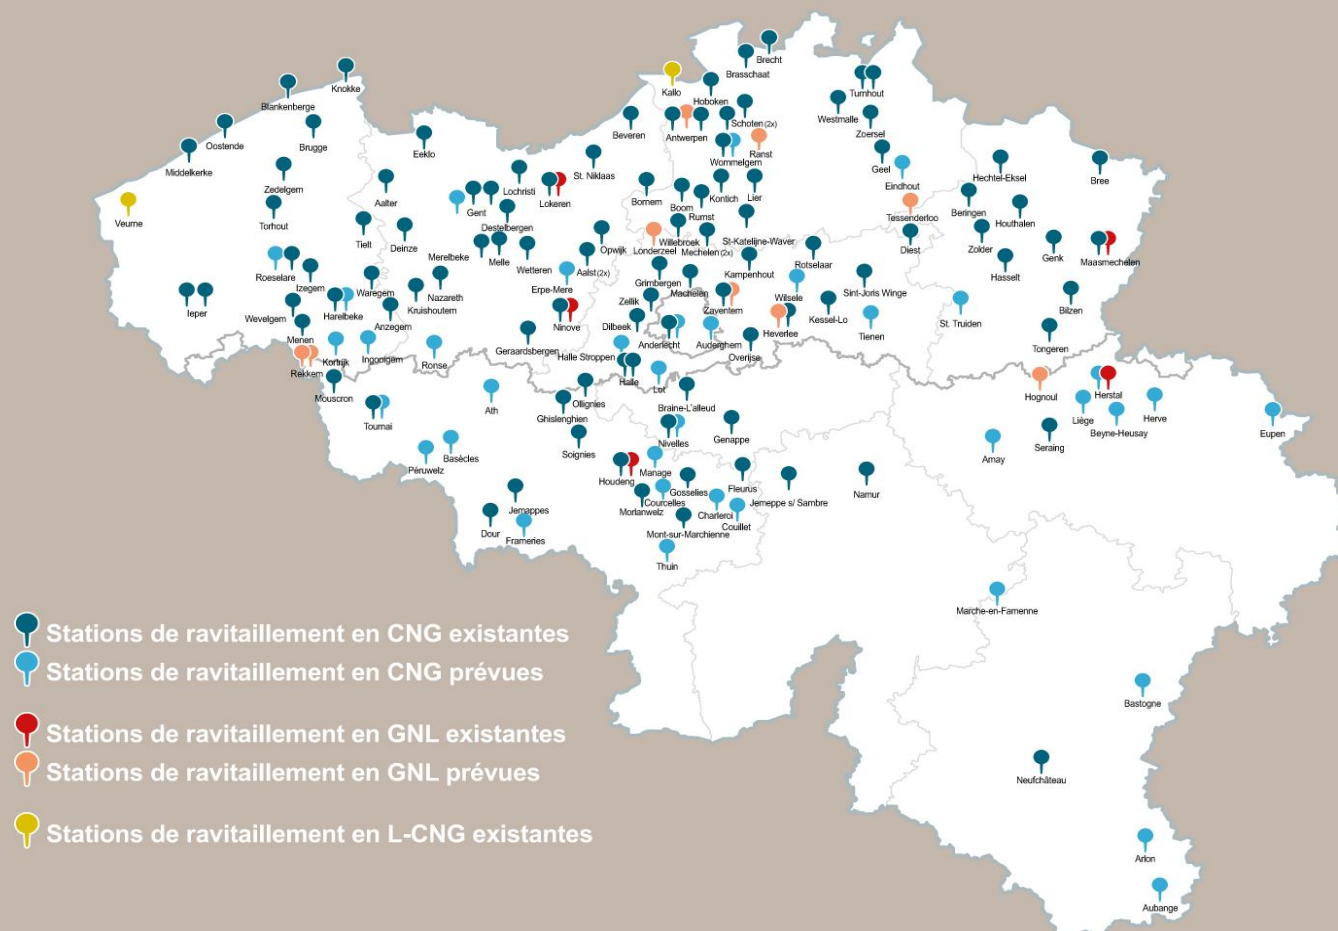 Brecht
Brasschaat
Knokke
Kallo
Turnhout
Blankenberge
Hoboken
Westmalle
Schoten (2x)
Beveren
Antwerpen
Zoersel
Oostende
Brugge
Eeklo
Ranst
Wommelgem
Middelkerke
St. Niklaas
Geel
Hechtel-Eksel
Bree
Eindhout
Zedelgem
Lochristi
Aalter
Lokeren
Bornem
Boom
Kontich
Lier
Gent
Beringen
Veurne
Torhout
Destelbergen
Rumst
Tessenderloo
Houthalen
Tielt
Deinze
Willebroek
St-Katelijne-Waver
Opwijk
Londerzeel
Mechelen (2x)
Diest
Zolder
Merelbeke
Melle
Wetteren
Aalst (2x)
Rotselaar
Genk
Maasmechelen
Roeselare
Kampenhout
Hasselt
Izegem
Grimbergen
Machelen
Erpe-Mere
Waregem
Nazareth
Wilsele
Sint-Joris Winge
Zellik
Ieper
Kruishoutem
Harelbeke
Zaventem
Bilzen
Wevelgem
Anzegem
Ninove
Dilbeek
Heverlee
Kessel-Lo
St. Truiden
Menen
Tienen
Anderlecht
Auderghem
Geraardsbergen
Halle Stroppen
Overijse
Tongeren
Kortrijk
Ingooigem
Ronse
Rekkem
Halle
Lot
Mouscron
Ollignies
Hognoul
Herstal
Ath
Braine-L'alleud
Ghislenghien
Liège
Herve
Tournai
Beyne-Heusay
Eupen
Nivelles
Genappe
Seraing
Soignies
Amay
Basècles
Péruwelz
Manage
Houdeng
Fleurus
Gosselies
Namur
Courcelles
Jemeppe s/ Sambre
Morlanwelz
Jemappes
Charleroi
Couillet
Dour
Mont-sur-Marchienne
Frameries
Thuin
Marche-en-Famenne
Stations de ravitaillement en CNG existantes
Stations de ravitaillement en CNG prévues
Bastogne
Stations de ravitaillement en GNL existantes
Stations de ravitaillement en GNL prévues
Neufchâteau
Stations de ravitaillement en L-CNG existantes
Arlon
Aubange